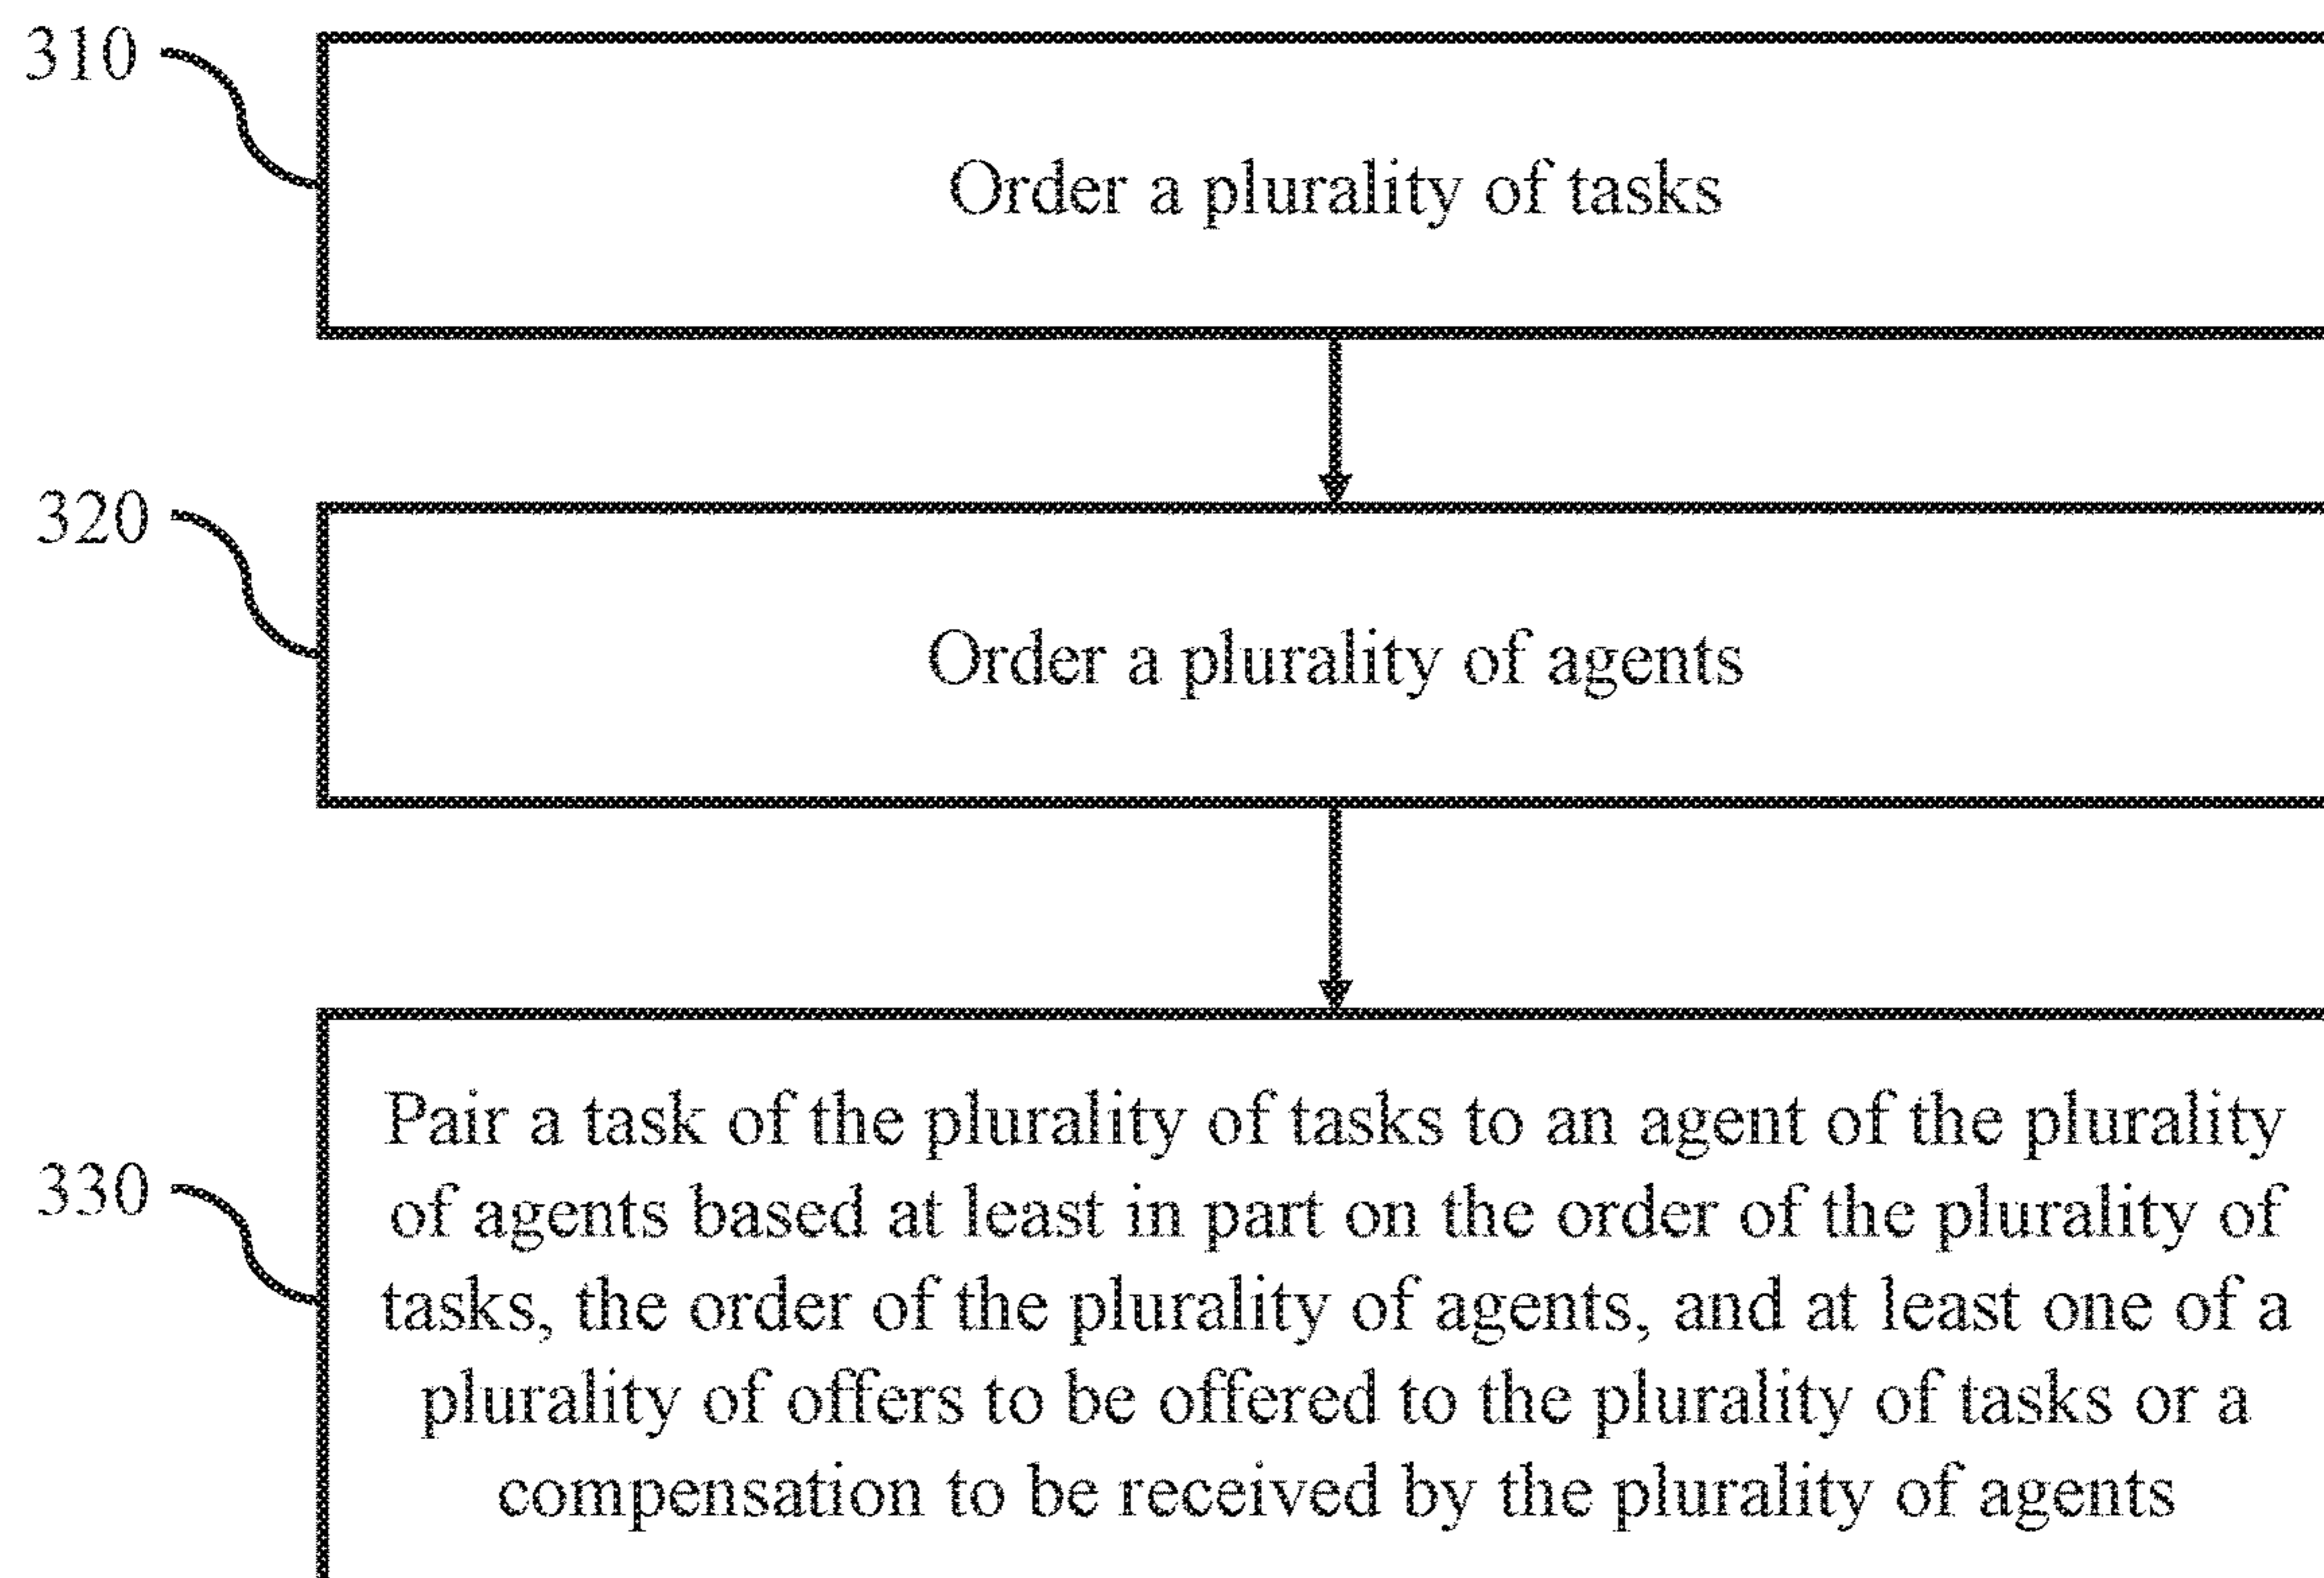 310
Order a plurality of tasks
320
Order a plurality of agents
330
Pair a task of the plurality of tasks to an agent of the plurality
of agents based at least in part on the order of the plurality of
tasks, the order of the plurality of agents, and at least one of a
plurality of offers to be offered to the plurality of tasks or a
compensation to be received by the plurality of agents